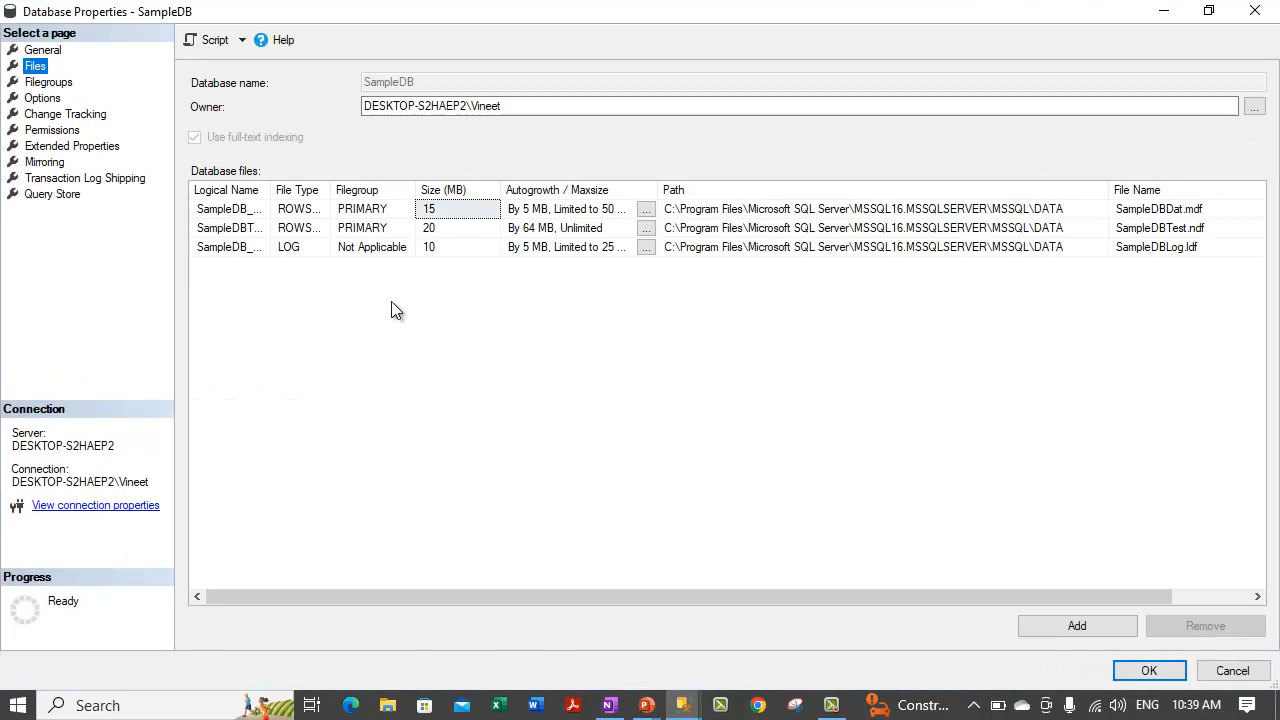 Database Properties - SampleDB
Select a page
General
Files
Filegroups
Options
Change Tracking
Permissions
Extended Properties
Mirroring
Transaction Log Shipping
Query Store
Connection
Server:
DESKTOP-S2HAEP2
Connection:
DESKTOP-S2HAEP2\Vineet
View connection properties
Progress
Ready
Script Help
Database name: SampleDB
Owner: DESKTOP-S2HAEP2\Vineet ...
Use full-text indexing
Database files:
Logical Name File Type Filegroup Size (MB) Autogrowth / Maxsize Path File Name
SampleDB_... ROWS... PRIMARY 15 By 5 MB, Limited to 50 ... ... C:\Program Files\Microsoft SQL Server\MSSQL16.MSSQLSERVER\MSSQL\DATA SampleDBDat.mdf
SampleDBT... ROWS... PRIMARY 20 By 64 MB, Unlimited ... C:\Program Files\Microsoft SQL Server\MSSQL16.MSSQLSERVER\MSSQL\DATA SampleDBTest.ndf
SampleDB_... LOG Not Applicable 10 By 5 MB, Limited to 25 ... ... C:\Program Files\Microsoft SQL Server\MSSQL16.MSSQLSERVER\MSSQL\DATA SampleDBLog.ldf
Add Remove
OK Cancel
Search Constr... ENG 10:39 AM